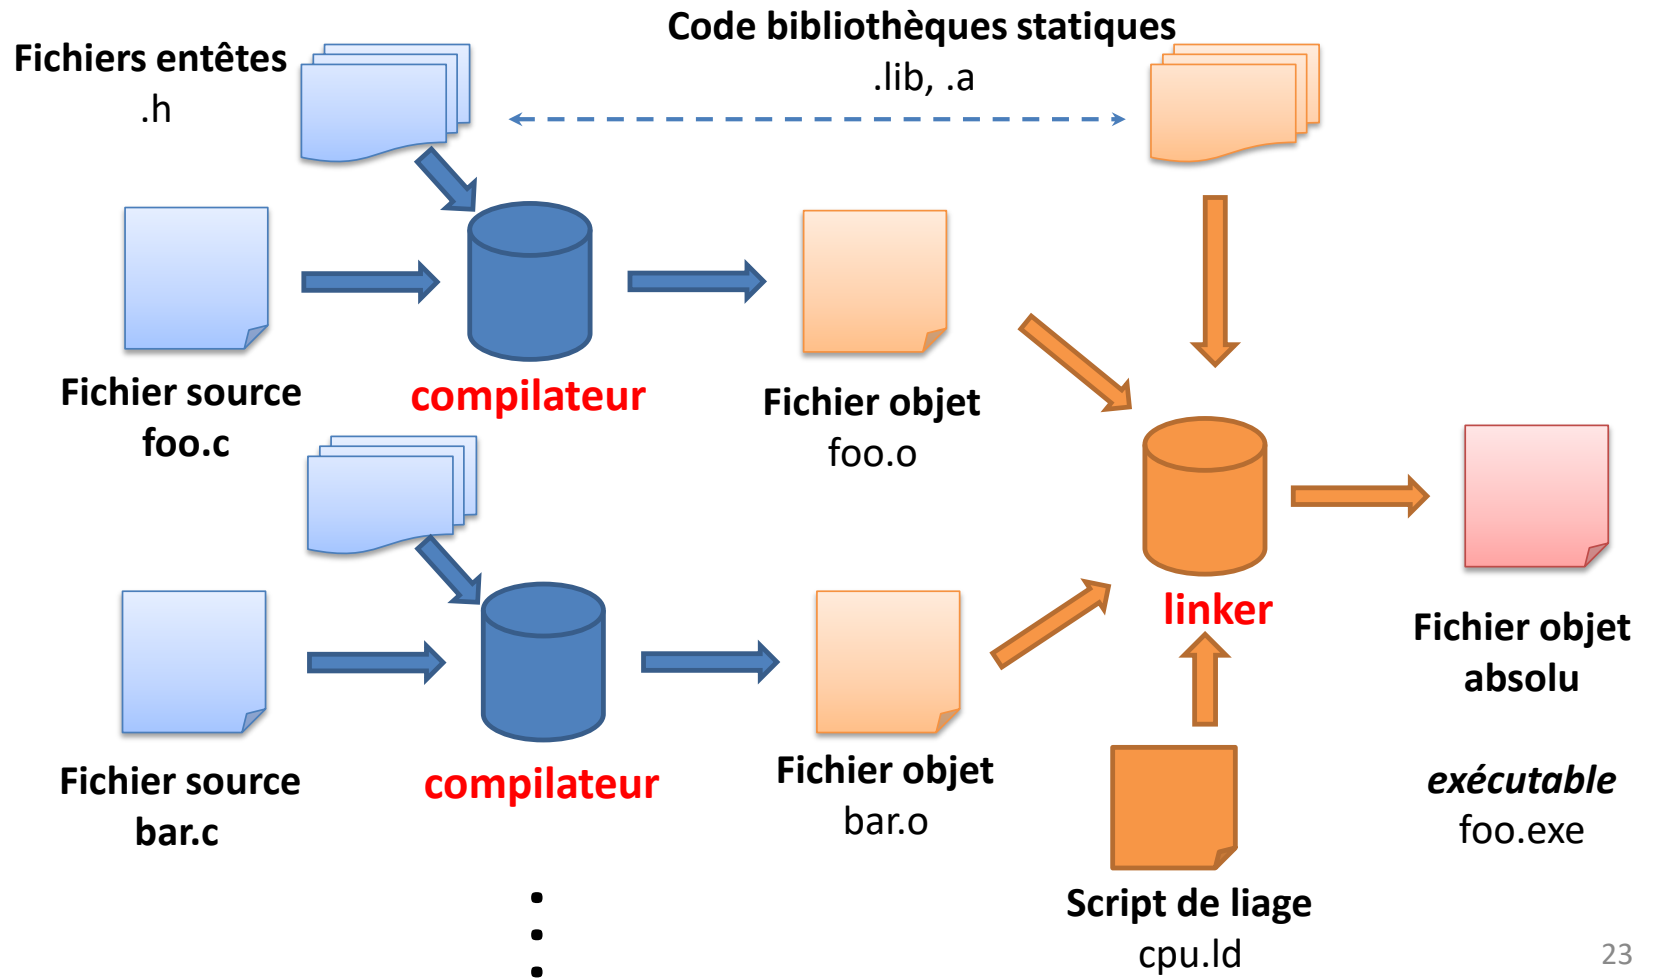 Code bibliothèques statiques
.lib, .a
Fichiers entêtes
.h
Fichier source
foo.c
compilateur
Fichier objet
foo.o
linker
Fichier objet
absolu
exécutable
foo.exe
Fichier source
bar.c
compilateur
Fichier objet
bar.o
Script de liage
cpu.ld
23